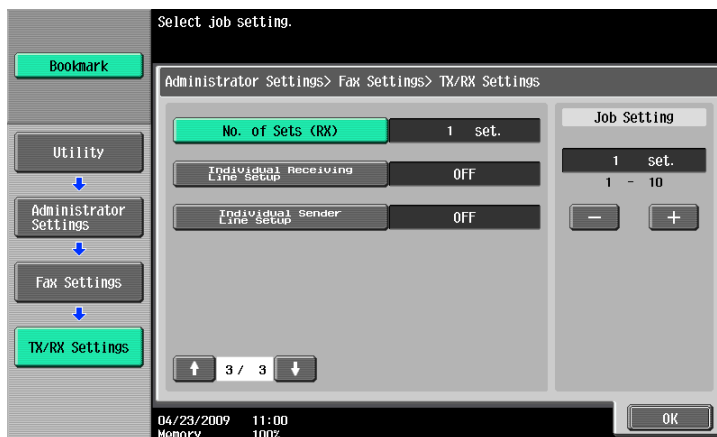 Select job setting.
Bookmark
Administrator Settings> Fax Settings> TX/RX Settings
Utility
Administrator
Settings
Fax Settings
TX/RX Settings
No. of Sets (RX)
1 set.
Individual Receiving
Line Setup
OFF
Individual Sender
Line Setup
OFF
3/ 3
Job Setting
1 set.
1 - 10
− +
OK
04/23/2009 11:00
Memory 100%